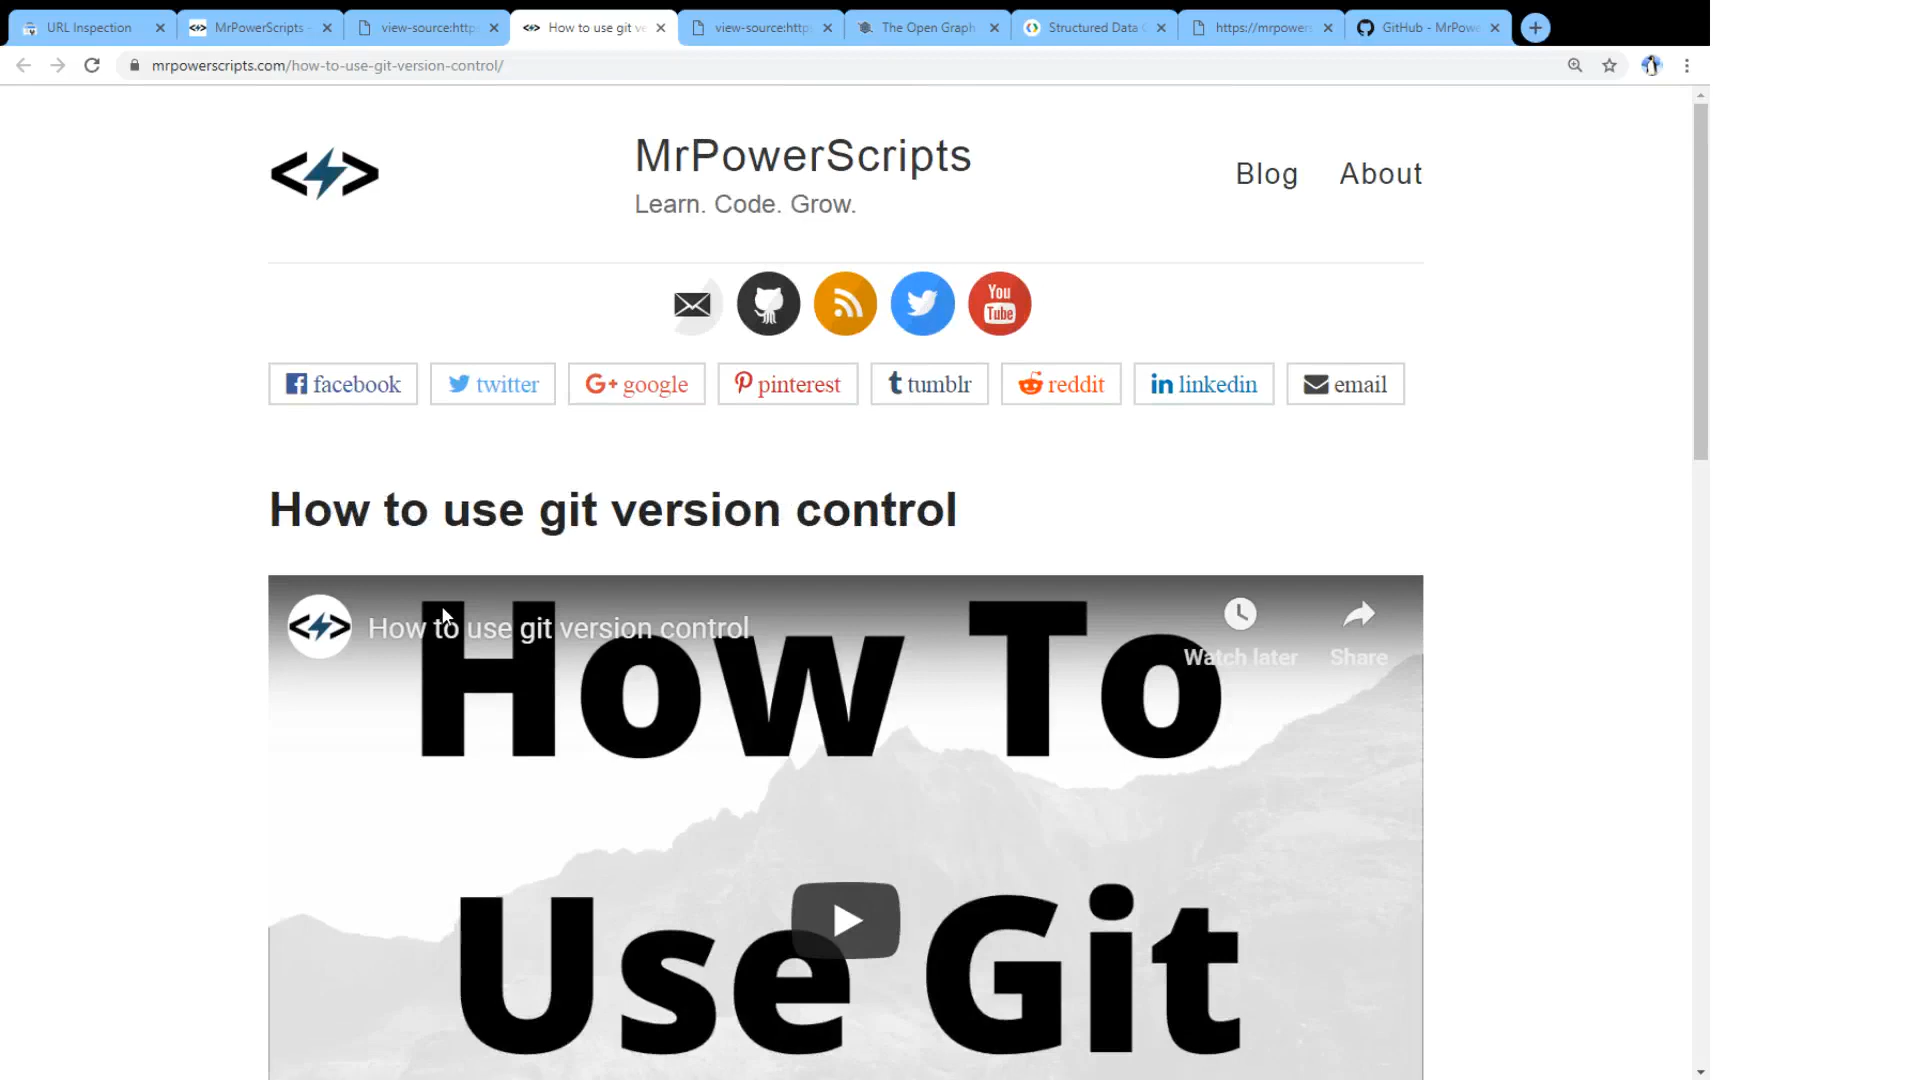 URL Inspection
MrPowerScripts -
view-source:http
How to use git ve
view-source:http
The Open Graph
Structured Data
https://mrpowers
GitHub - MrPowe
mrpowerscripts.com/how-to-use-git-version-control/
MrPowerScripts
Learn. Code. Grow.
Blog About
You
Tube
facebook twitter G+ google pinterest tumblr reddit linkedin email
How to use git version control
How to use git version control
Watch later Share
How To
Use Git